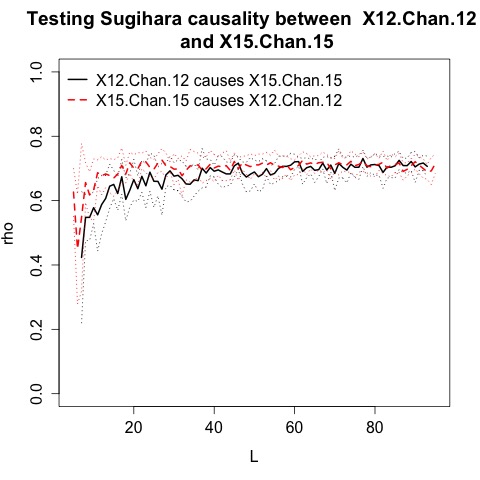 Testing Sugihara causality between  X12.Chan.12
and X15.Chan.15
X12.Chan.12 causes X15.Chan.15
X15.Chan.15 causes X12.Chan.12
1.0
0.8
0.6
0.4
0.2
0.0
rho
20 40 60 80
L